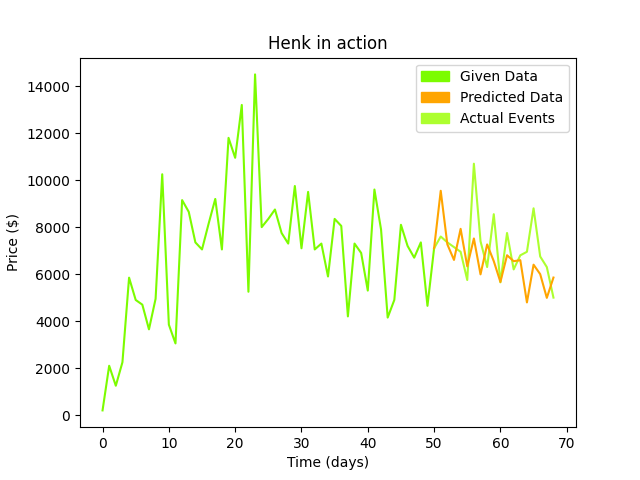 Henk in action
Given Data
Predicted Data
Actual Events
Price ($)
14000
12000
10000
8000
6000
4000
2000
0
0 10 20 30 40 50 60 70
Time (days)